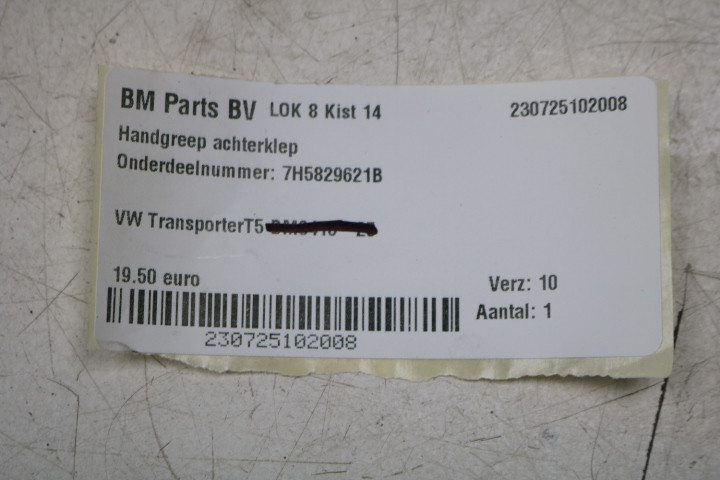 BM Parts BV LOK 8 Kist 14 230725102008
Handgreep achterklep
Onderdeelnummer: 7H5829621B
VW TransporterT5
19.50 euro Verz: 10
Aantal: 1
230725102008